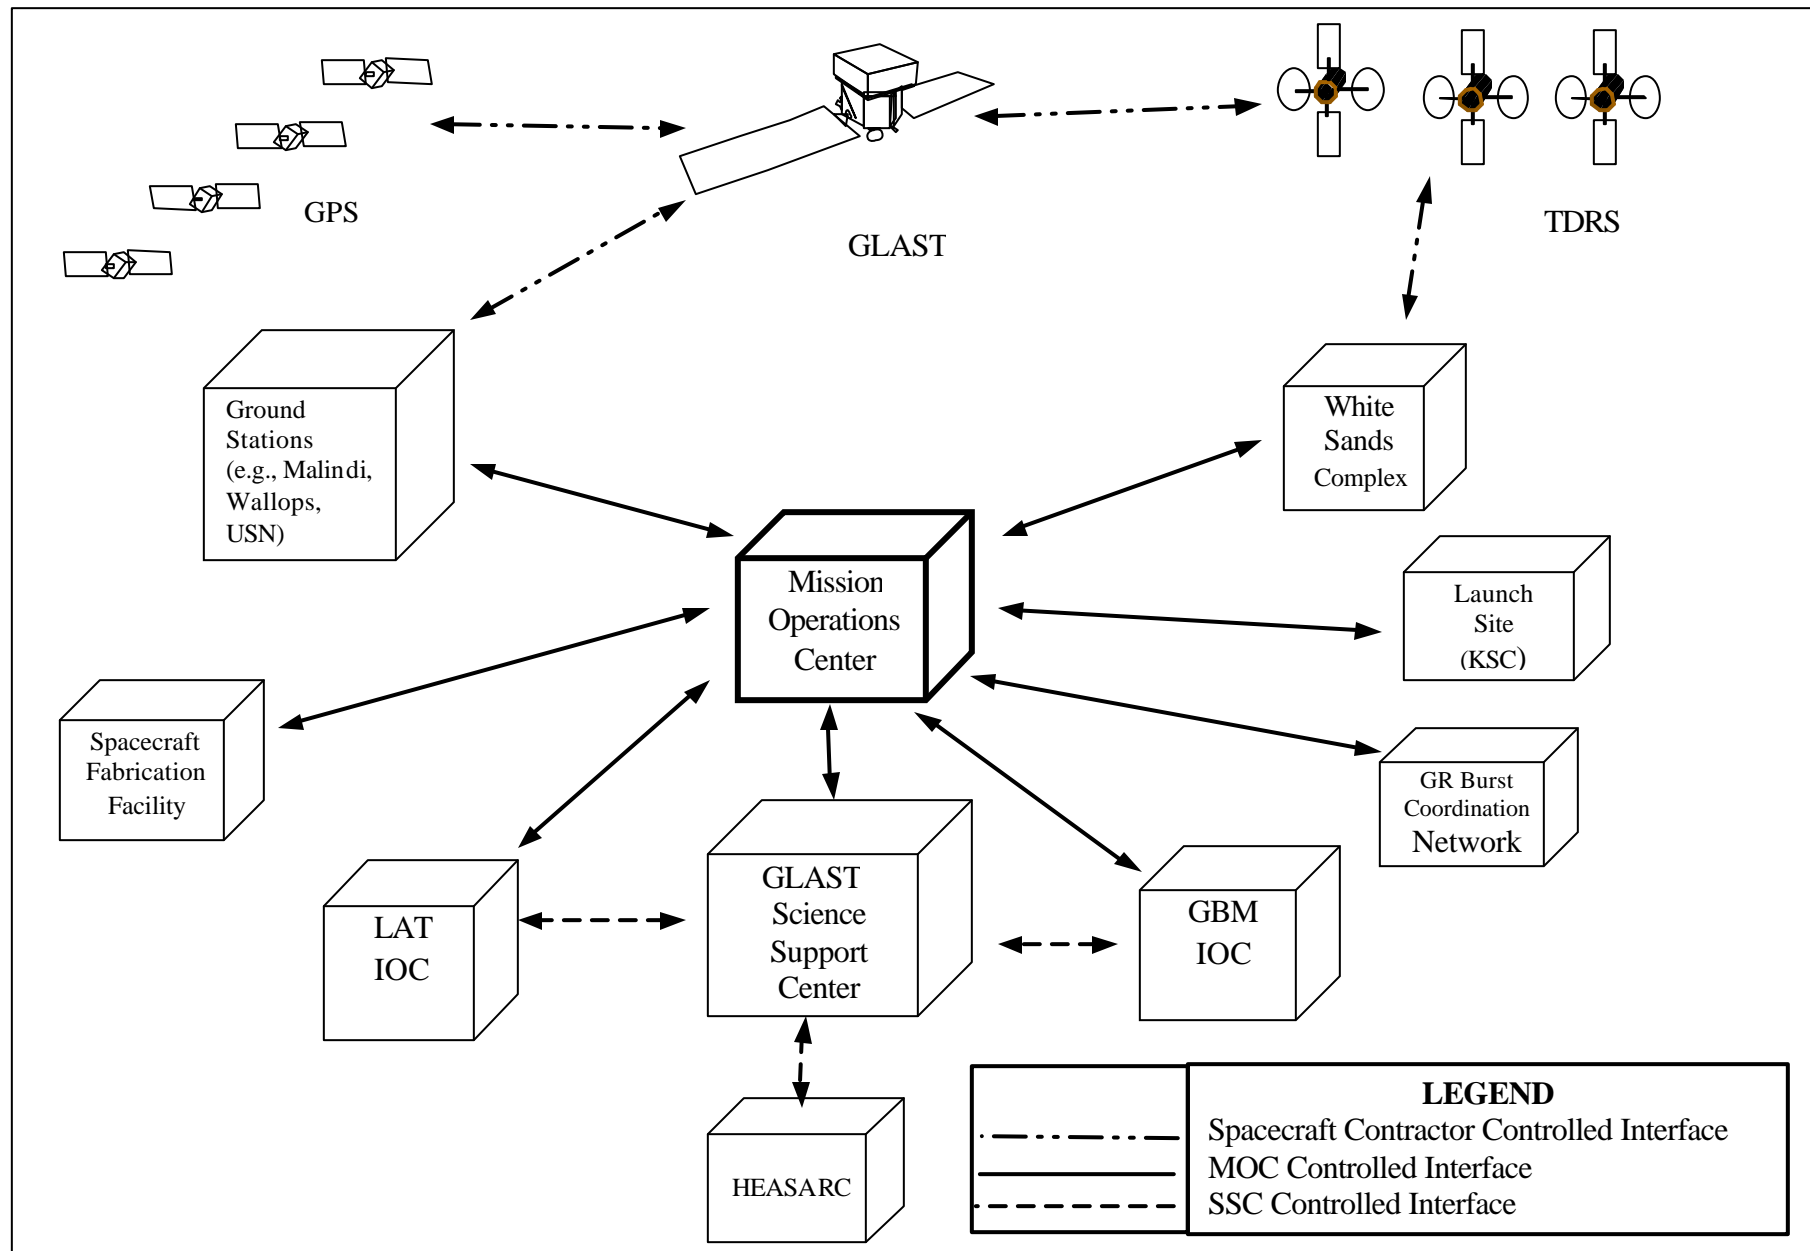 GPS
GLAST
TDRS
Ground
Stations
(e.g., Malindi,
Wallops,
USN)
White
Sands
Complex
Mission
Operations
Center
Launch
Site
(KSC)
Spacecraft
Fabrication
Facility
GR Burst
Coordination
Network
LAT
IOC
GLAST
Science
Support
Center
GBM
IOC
HEASARC
LEGEND
Spacecraft Contractor Controlled Interface
MOC Controlled Interface
SSC Controlled Interface